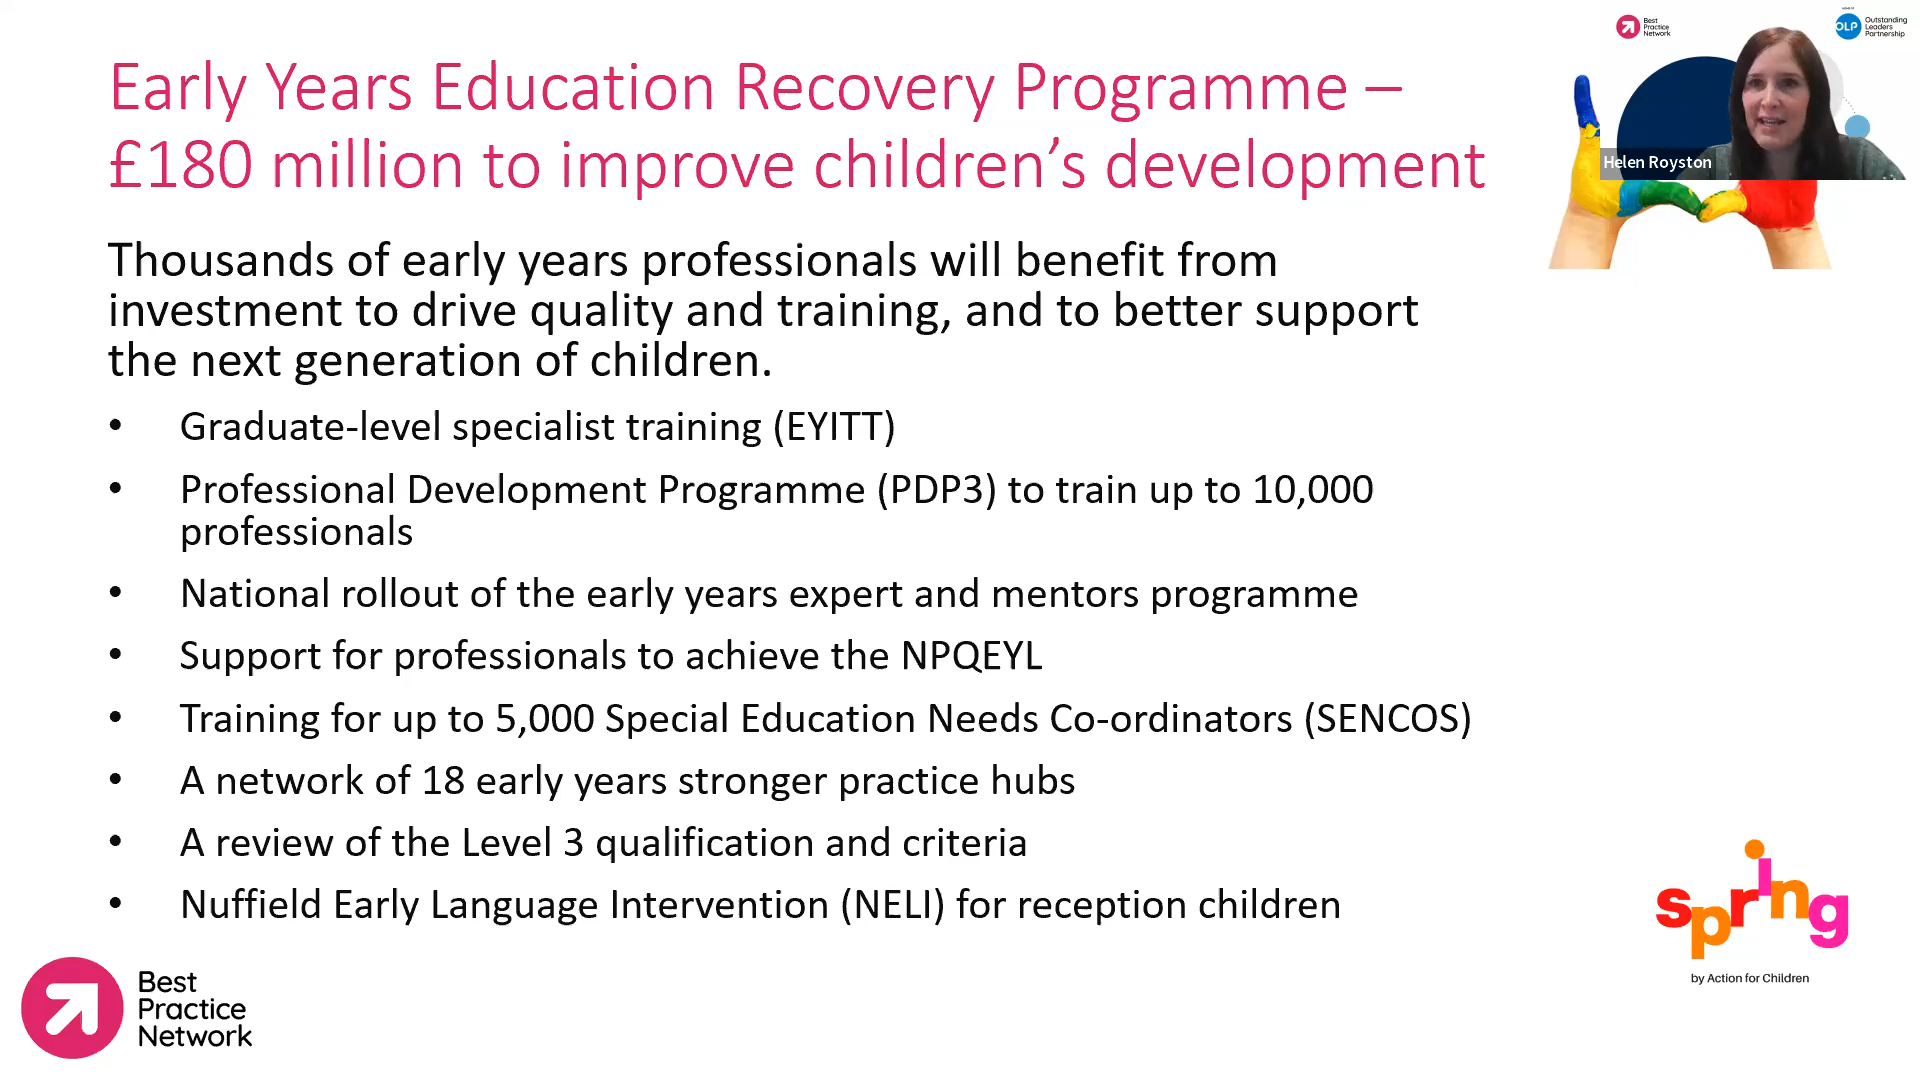 Early Years Education Recovery Programme –
£180 million to improve children’s development
Thousands of early years professionals will benefit from
investment to drive quality and training, and to better support
the next generation of children.
• Graduate-level specialist training (EYITT)
• Professional Development Programme (PDP3) to train up to 10,000
professionals
• National rollout of the early years expert and mentors programme
• Support for professionals to achieve the NPQEYL
• Training for up to 5,000 Special Education Needs Co-ordinators (SENCOS)
• A network of 18 early years stronger practice hubs
• A review of the Level 3 qualification and criteria
• Nuffield Early Language Intervention (NELI) for reception children
Best
Practice
Network
Best
Practice
Network
OLP
Outstanding
Leaders
Partnership
Helen Royston
spring
by Action for Children